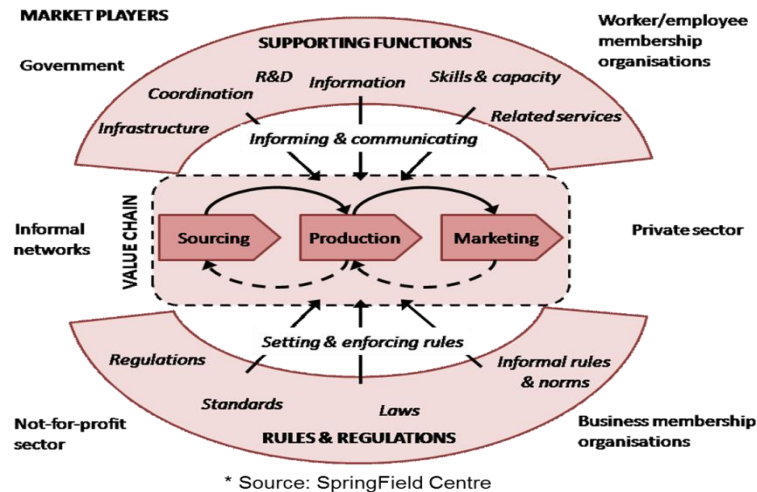 MARKET PLAYERS
Government
Worker/employee
membership
organisations
SUPPORTING FUNCTIONS
Infrastructure
Coordination
R&D
Information
Skills & capacity
Related services
Informing & communicating
Informal
networks
VALUE CHAIN
Sourcing
Production
Marketing
Private sector
Setting & enforcing rules
Regulations
Standards
Laws
Informal rules
& norms
RULES & REGULATIONS
Not-for-profit
sector
Business membership
organisations
* Source: SpringField Centre